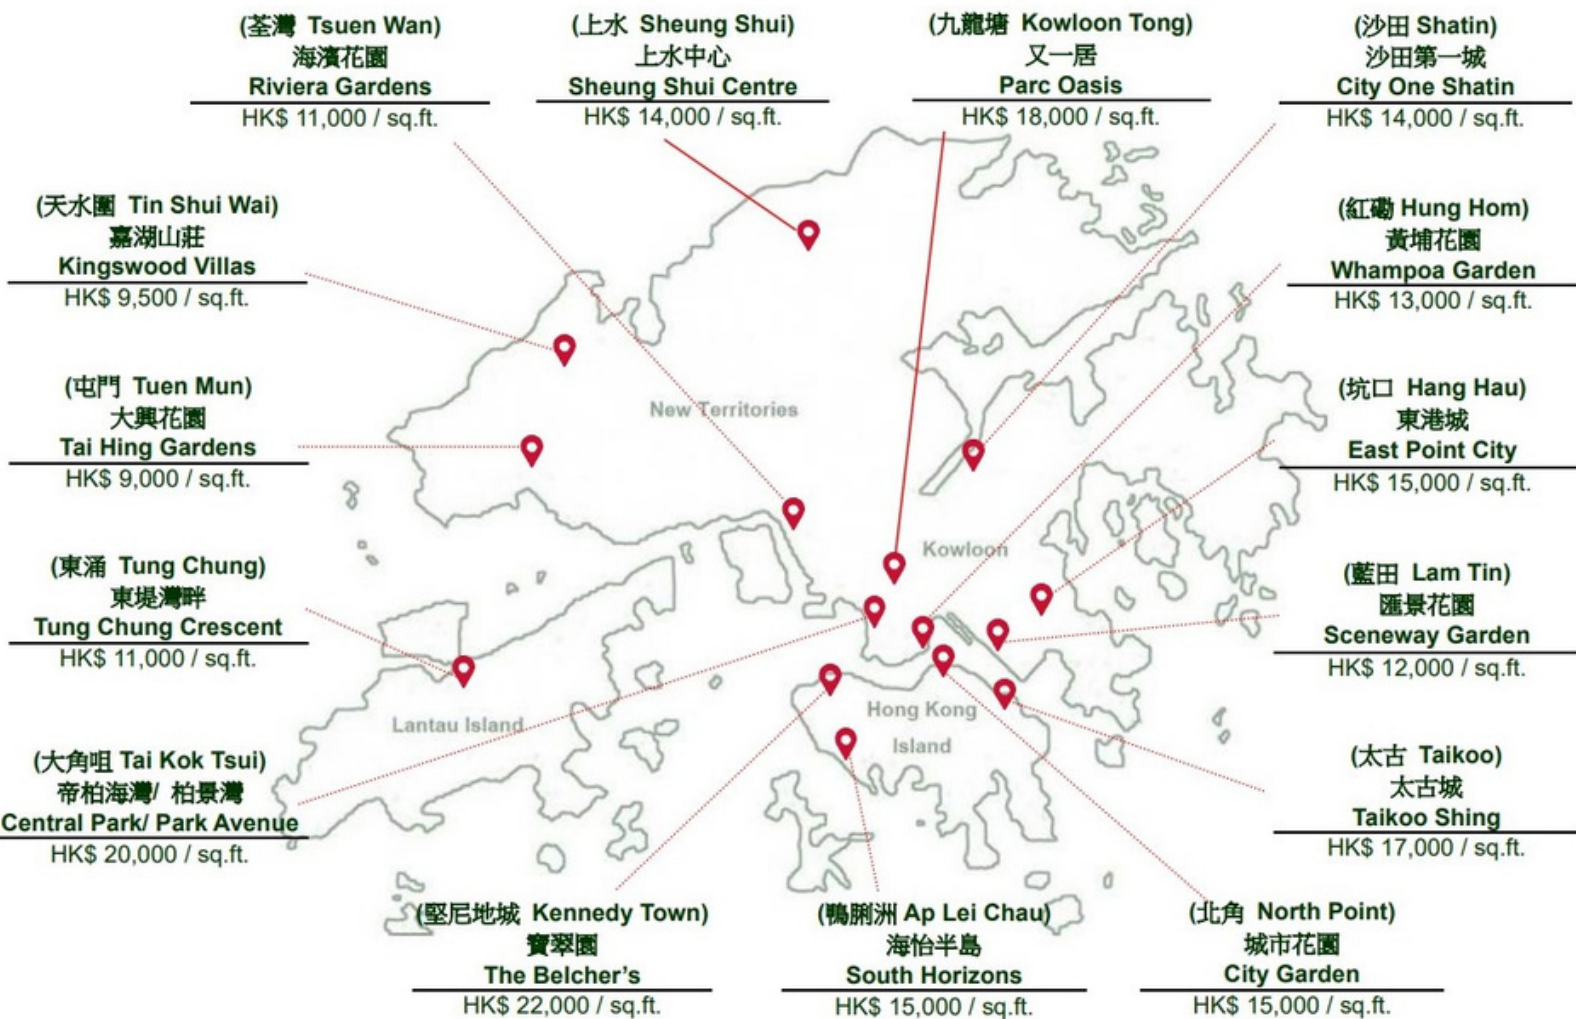 (荃灣 Tsuen Wan)
海濱花園
Riviera Gardens
HK$ 11,000 / sq.ft.
(上水 Sheung Shui)
上水中心
Sheung Shui Centre
HK$ 14,000 / sq.ft.
(九龍塘 Kowloon Tong)
又一居
Parc Oasis
HK$ 18,000 / sq.ft.
(沙田 Shatin)
沙田第一城
City One Shatin
HK$ 14,000 / sq.ft.
(天水圍 Tin Shui Wai)
嘉湖山莊
Kingswood Villas
HK$ 9,500 / sq.ft.
(紅磡 Hung Hom)
黃埔花園
Whampoa Garden
HK$ 13,000 / sq.ft.
(屯門 Tuen Mun)
大興花園
Tai Hing Gardens
HK$ 9,000 / sq.ft.
New Territories
(坑口 Hang Hau)
東港城
East Point City
HK$ 15,000 / sq.ft.
(東涌 Tung Chung)
東堤灣畔
Tung Chung Crescent
HK$ 11,000 / sq.ft.
Kowloon
(藍田 Lam Tin)
匯景花園
Sceneway Garden
HK$ 12,000 / sq.ft.
Lantau Island
Hong Kong
Island
(大角咀 Tai Kok Tsui)
帝柏海灣/ 柏景灣
Central Park/ Park Avenue
HK$ 20,000 / sq.ft.
(太古 Taikoo)
太古城
Taikoo Shing
HK$ 17,000 / sq.ft.
(堅尼地城 Kennedy Town)
寶翠園
The Belcher’s
HK$ 22,000 / sq.ft.
(鴨脷洲 Ap Lei Chau)
海怡半島
South Horizons
HK$ 15,000 / sq.ft.
(北角 North Point)
城市花園
City Garden
HK$ 15,000 / sq.ft.